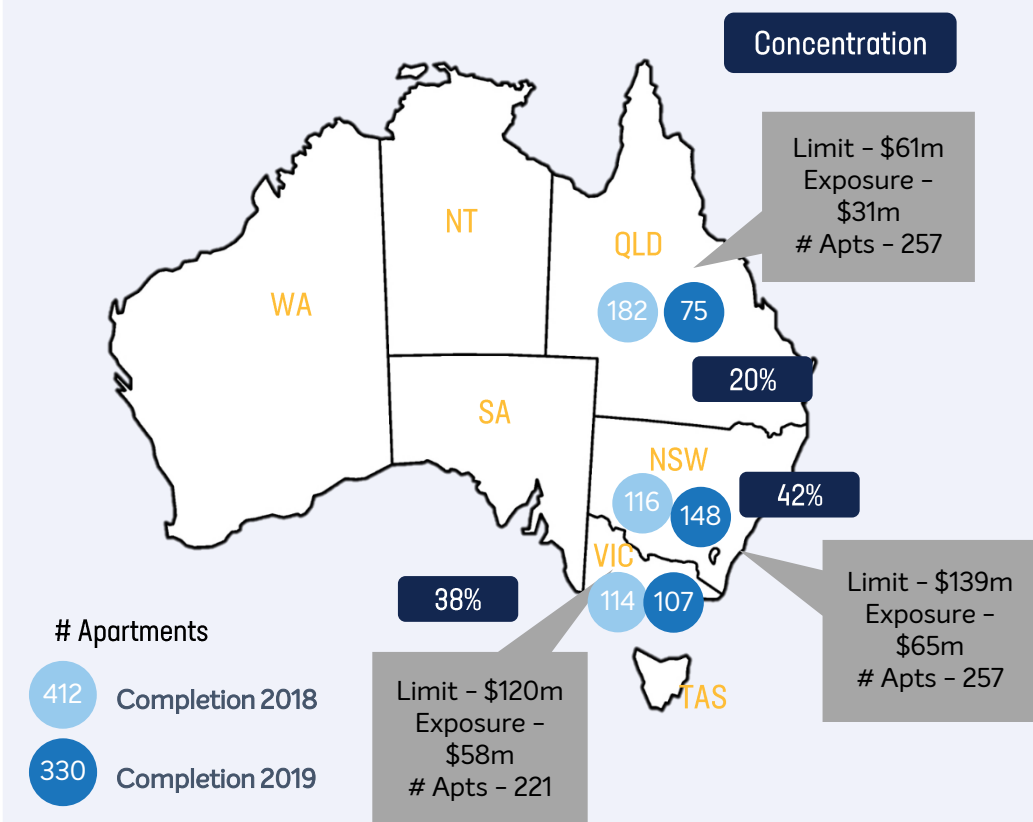 Concentration
Limit – $61m
Exposure –
$31m
# Apts – 257
NT
QLD
WA
182
75
20%
SA
NSW
116
148
42%
VIC
114
107
38%
Limit – $139m
Exposure –
$65m
# Apts – 257
# Apartments
412
Completion 2018
330
Completion 2019
Limit – $120m
Exposure –
$58m
# Apts – 221
TAS